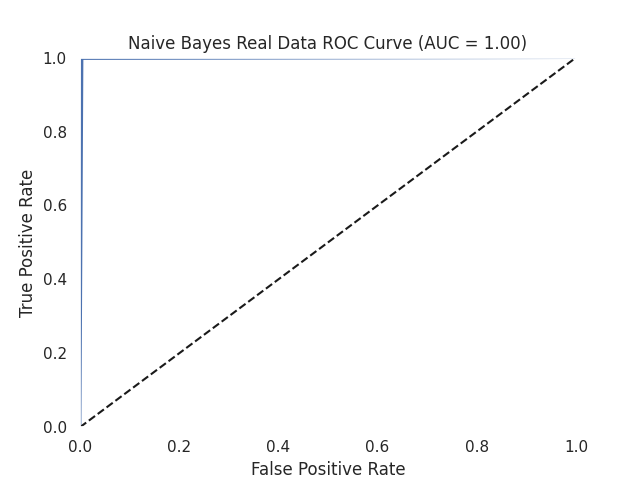 Naive Bayes Real Data ROC Curve (AUC = 1.00)
1.0
0.8
0.6
0.4
0.2
0.0
True Positive Rate
0.0 0.2 0.4 0.6 0.8 1.0
False Positive Rate